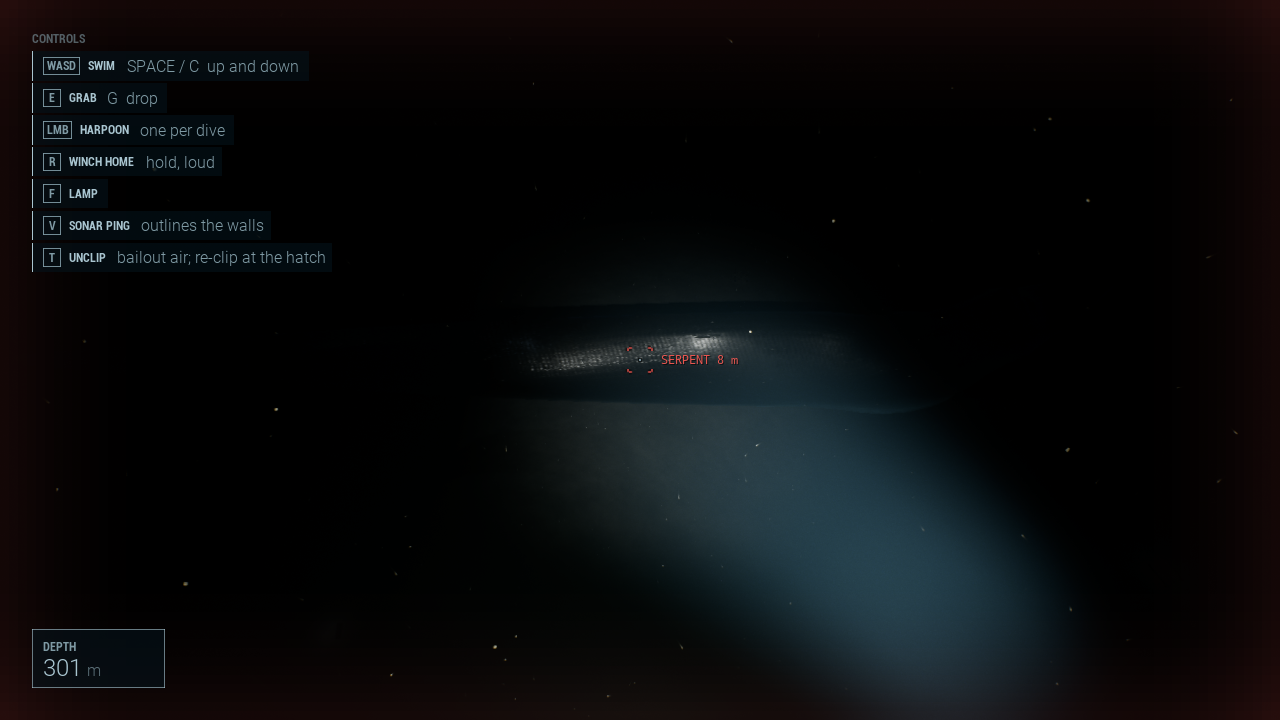 CONTROLS
WASD SWIM SPACE / C up and down
E GRAB G drop
LMB HARPOON one per dive
R WINCH HOME hold, loud
F LAMP
V SONAR PING outlines the walls
T UNCLIP bailout air; re-clip at the hatch
SERPENT 8 m
DEPTH
301 m